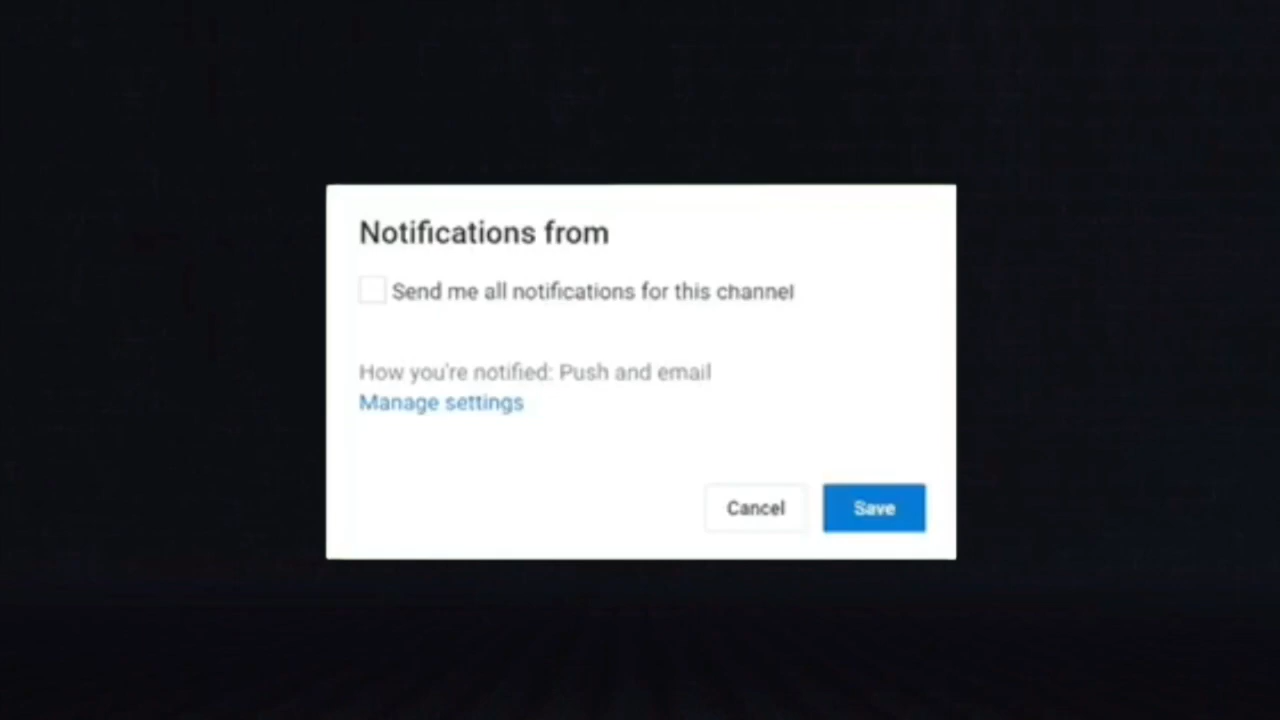 Notifications from
Send me all notifications for this channel
How you're notified: Push and email
Manage settings
Cancel
Save